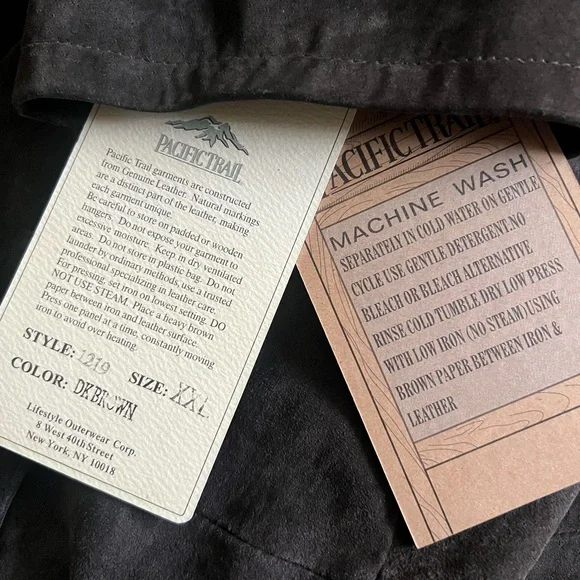 PACIFIC TRAIL
Pacific Trail garments are constructed
from Genuine Leather. Natural markings
are a distinct part of the leather, making
each garment unique.
Be careful to store on padded or wooden
hangers. Do not expose your garment to
excessive moisture. Keep in dry ventilated
areas. Do not store in plastic bag. Do not
launder by ordinary methods, use a trusted
professional specializing in leather care.
For pressing, set iron on lowest setting. DO
NOT USE STEAM. Place a heavy brown
paper between iron and leather surface.
Press one panel at a time, constantly moving
iron to avoid over heating.
STYLE: 1219
SIZE: XXL
COLOR: DKBROWN
Lifestyle Outerwear Corp.
8 West 40th Street
New York, NY 10018
PACIFIC TRAIL
MACHINE WASH
SEPARATELY IN COLD WATER ON GENTLE
CYCLE USE GENTLE DETERGENT-NO
BLEACH OR BLEACH ALTERNATIVE
RINSE COLD TUMBLE DRY LOW PRESS
WITH LOW IRON (NO STEAM) USING
BROWN PAPER BETWEEN IRON &
LEATHER